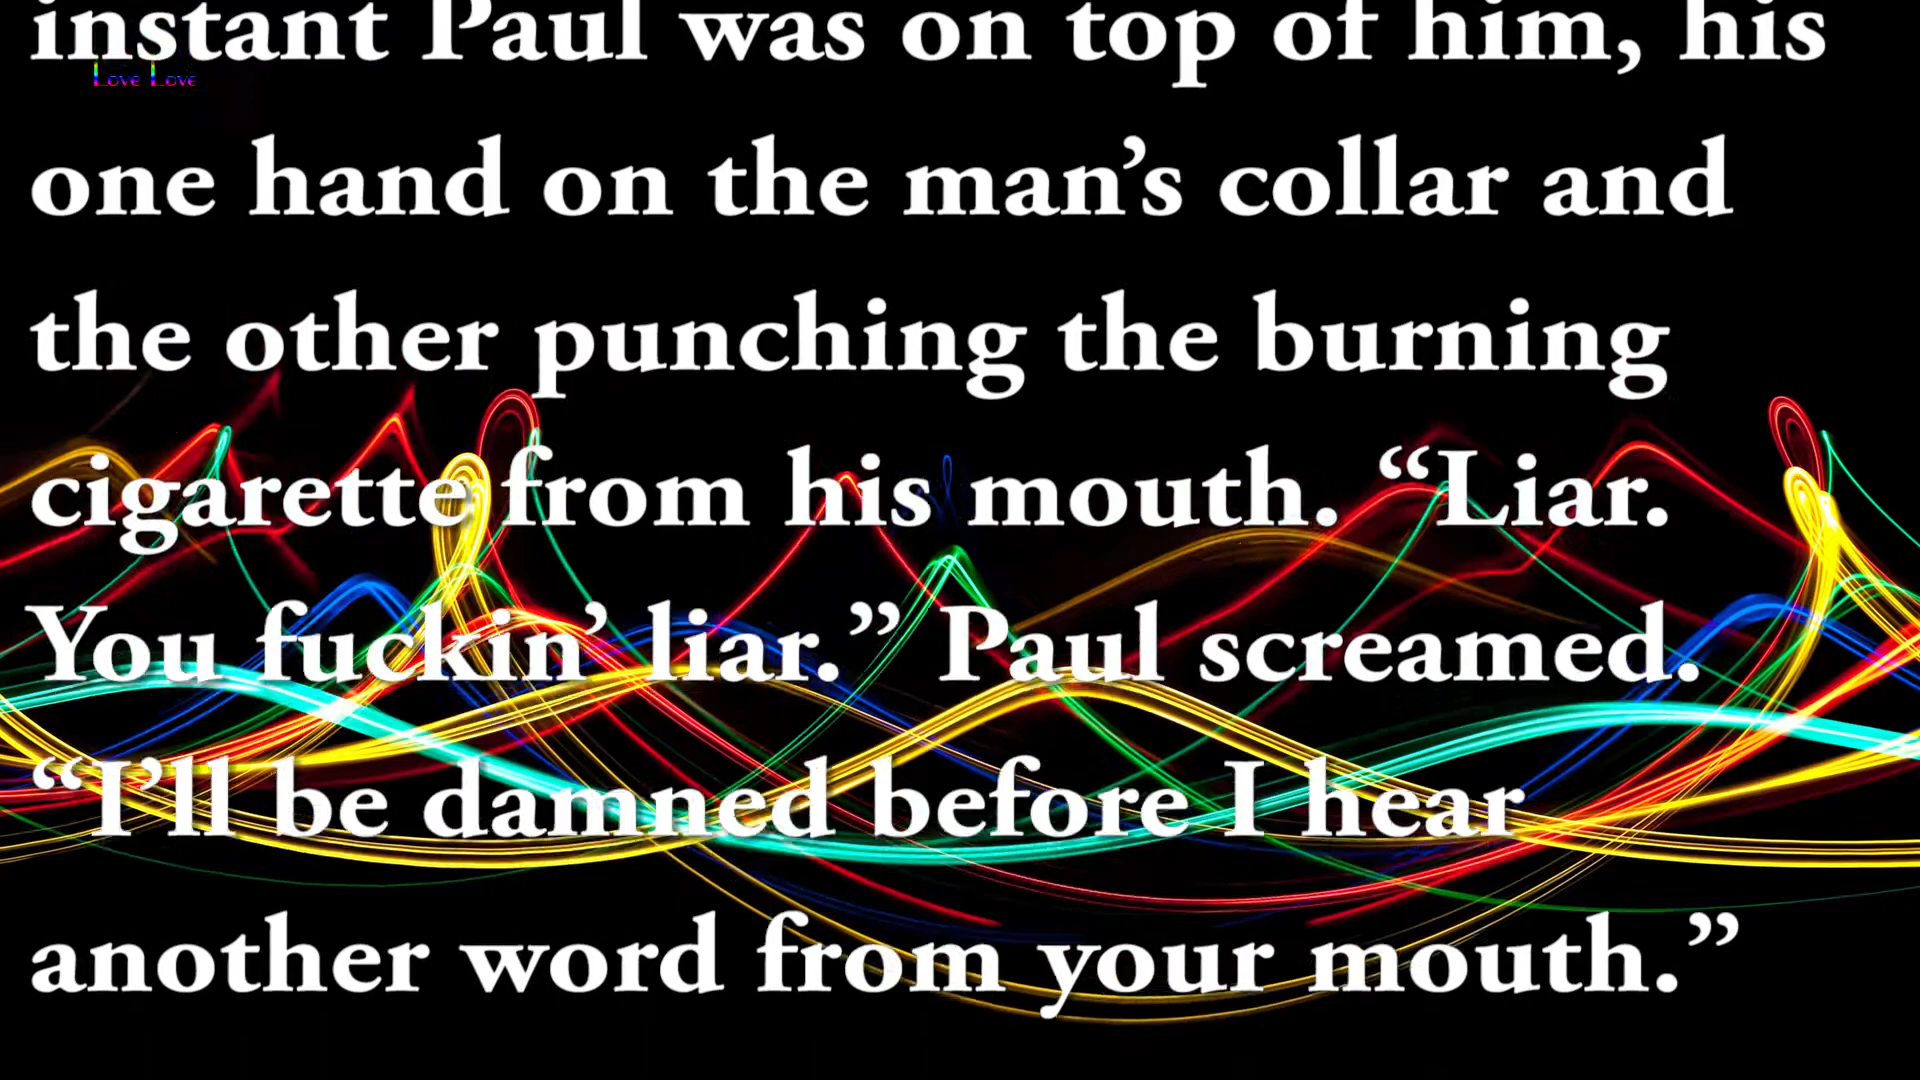 instant Paul was on top of him, his
Love Love
one hand on the man’s collar and
the other punching the burning
cigarette from his mouth. “Liar.
You fuckin’ liar.” Paul screamed.
“I’ll be damned before I hear
another word from your mouth.”